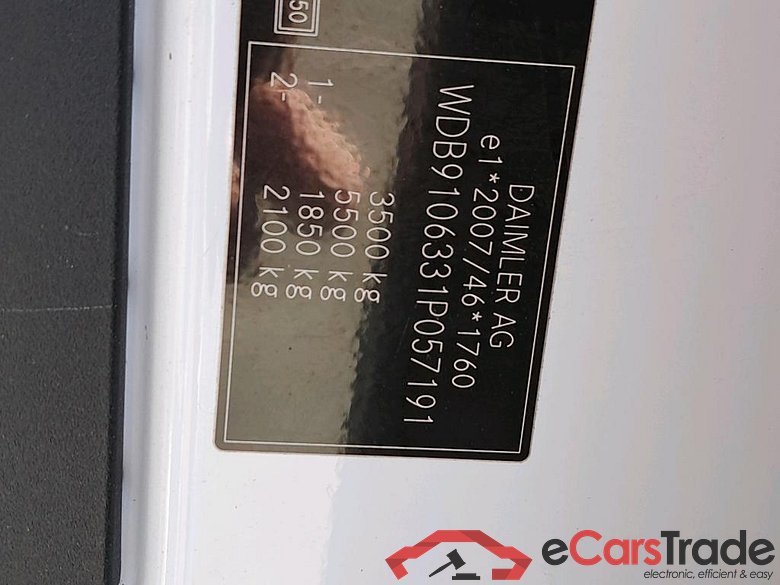 50
DAIMLER AG
e1*2007/46*1760
WDB9106331P057191
3500 kg
5500 kg
1- 1850 kg
2- 2100 kg
eCarsTrade
electronic, efficient & easy